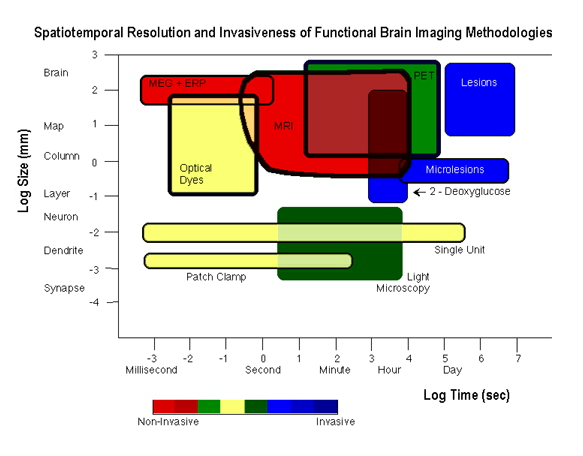 Spatiotemporal Resolution and Invasiveness of Functional Brain Imaging Methodologies
3
Brain
MEG + ERP
PET
Lesions
2
Map
1
MRI
Column
0
Optical
Dyes
Microlesions
Layer
-1
2 - Deoxyglucose
Neuron
-2
Dendrite
Single Unit
-3
Patch Clamp
Light
Microscopy
Synapse
-4
Log Size (mm)
-3 -2 -1 0 1 2 3 4 5 6 7
Millisecond Second Minute Hour Day
Log Time (sec)
Non-Invasive Invasive